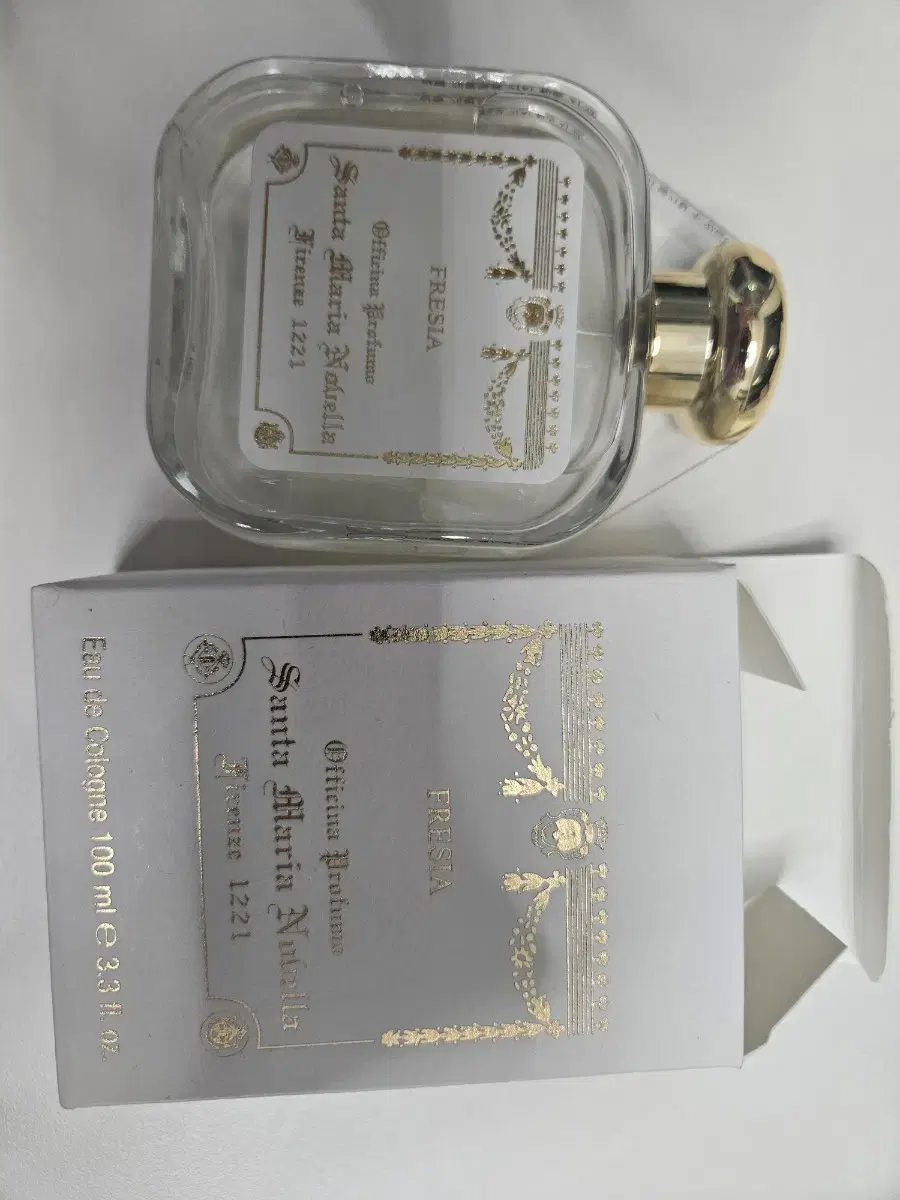 FRESIA
Officina Profumo
Santa Maria Novella
Firenze 1221
FRESIA
Officina Profumo
Santa Maria Novella
Firenze 1221
Eau de Cologne 100 ml e 3.3 fl. oz.